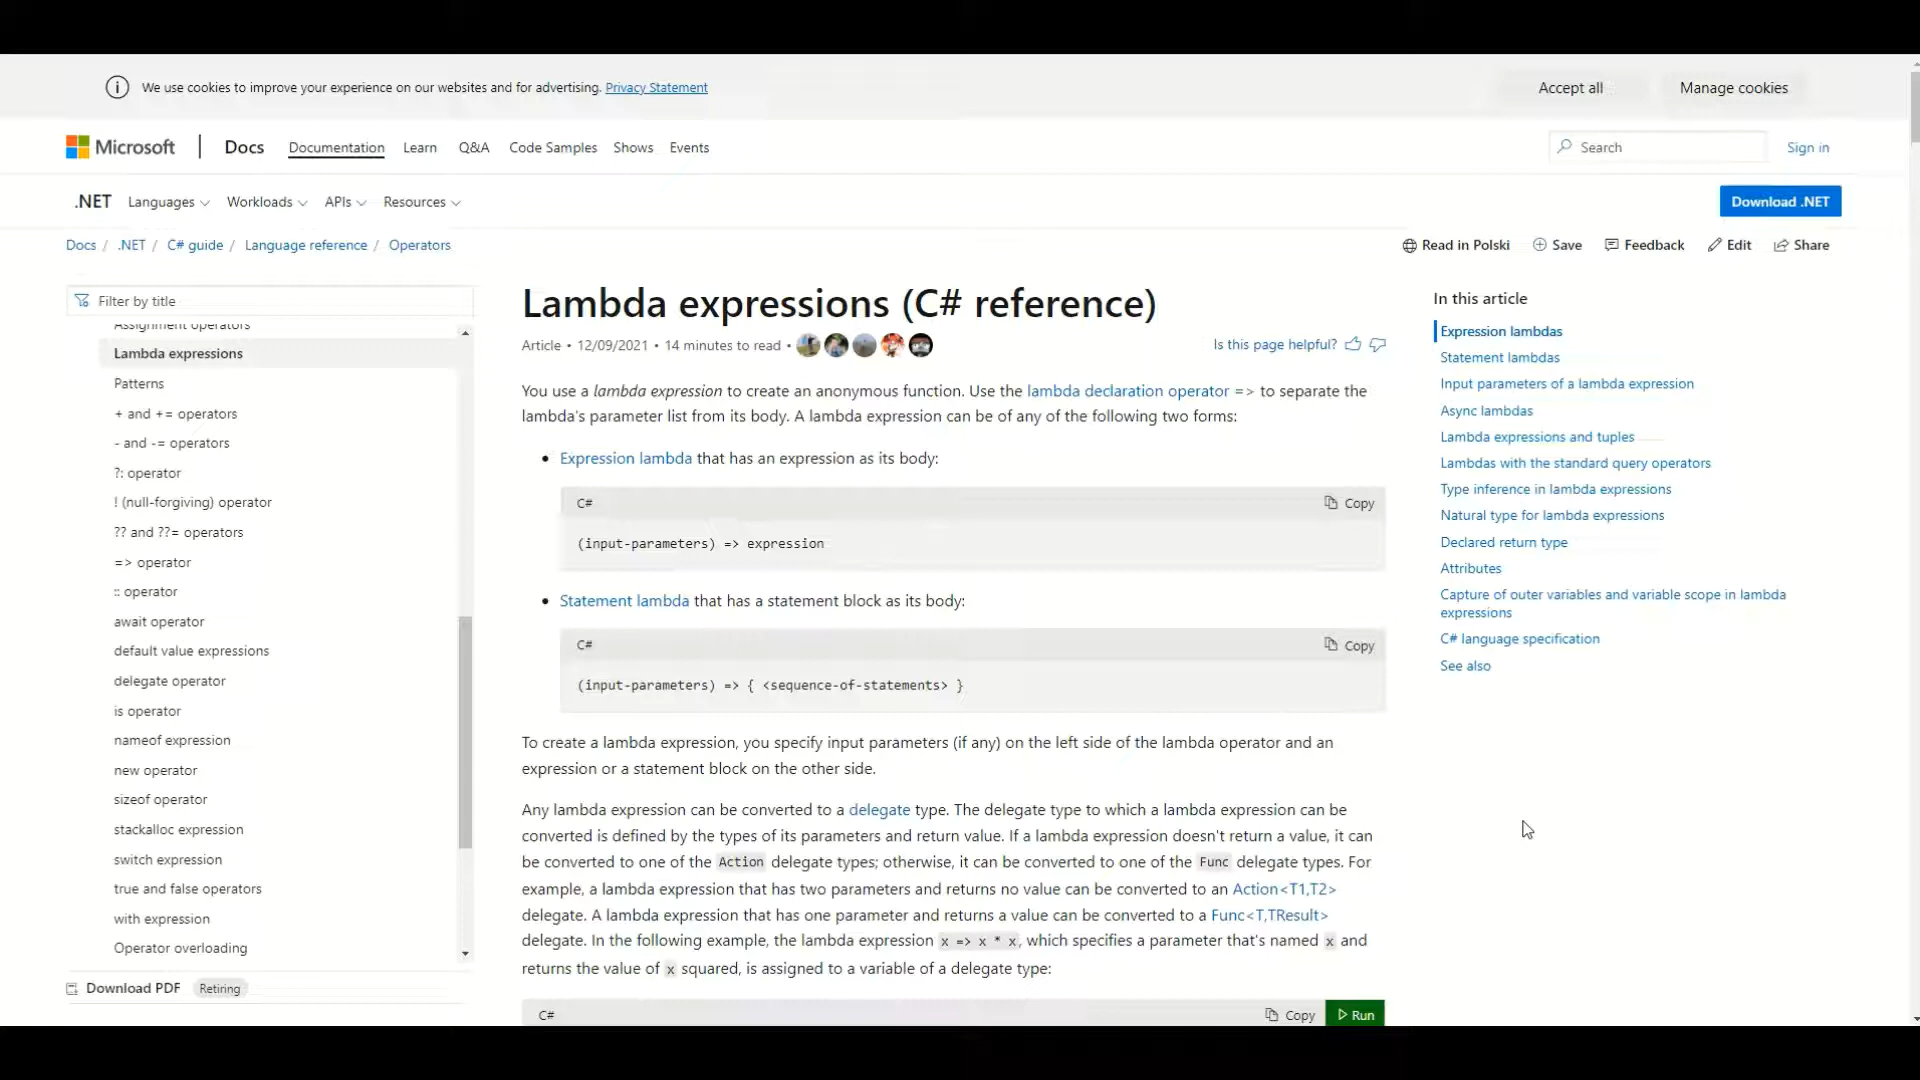 We use cookies to improve your experience on our websites and for advertising. Privacy Statement
Accept all
Manage cookies
Microsoft
Docs
Documentation
Learn
Q&A
Code Samples
Shows
Events
Search
Sign in
.NET
Languages
Workloads
APIs
Resources
Download .NET
Docs / .NET / C# guide / Language reference / Operators
Read in Polski
Save
Feedback
Edit
Share
Filter by title
Assignment operators
Lambda expressions
Patterns
+ and += operators
- and -= operators
?: operator
! (null-forgiving) operator
?? and ??= operators
=> operator
:: operator
await operator
default value expressions
delegate operator
is operator
nameof expression
new operator
sizeof operator
stackalloc expression
switch expression
true and false operators
with expression
Operator overloading
Download PDF
Retiring
Lambda expressions (C# reference)
Article • 12/09/2021 • 14 minutes to read •
Is this page helpful?
You use a lambda expression to create an anonymous function. Use the lambda declaration operator => to separate the
lambda's parameter list from its body. A lambda expression can be of any of the following two forms:
• Expression lambda that has an expression as its body:
C#
Copy
(input-parameters) => expression
• Statement lambda that has a statement block as its body:
C#
Copy
(input-parameters) => { <sequence-of-statements> }
To create a lambda expression, you specify input parameters (if any) on the left side of the lambda operator and an
expression or a statement block on the other side.
Any lambda expression can be converted to a delegate type. The delegate type to which a lambda expression can be
converted is defined by the types of its parameters and return value. If a lambda expression doesn't return a value, it can
be converted to one of the Action delegate types; otherwise, it can be converted to one of the Func delegate types. For
example, a lambda expression that has two parameters and returns no value can be converted to an Action<T1,T2>
delegate. A lambda expression that has one parameter and returns a value can be converted to a Func<T,TResult>
delegate. In the following example, the lambda expression x => x * x, which specifies a parameter that's named x and
returns the value of x squared, is assigned to a variable of a delegate type:
C#
Copy
Run
In this article
Expression lambdas
Statement lambdas
Input parameters of a lambda expression
Async lambdas
Lambda expressions and tuples
Lambdas with the standard query operators
Type inference in lambda expressions
Natural type for lambda expressions
Declared return type
Attributes
Capture of outer variables and variable scope in lambda
expressions
C# language specification
See also